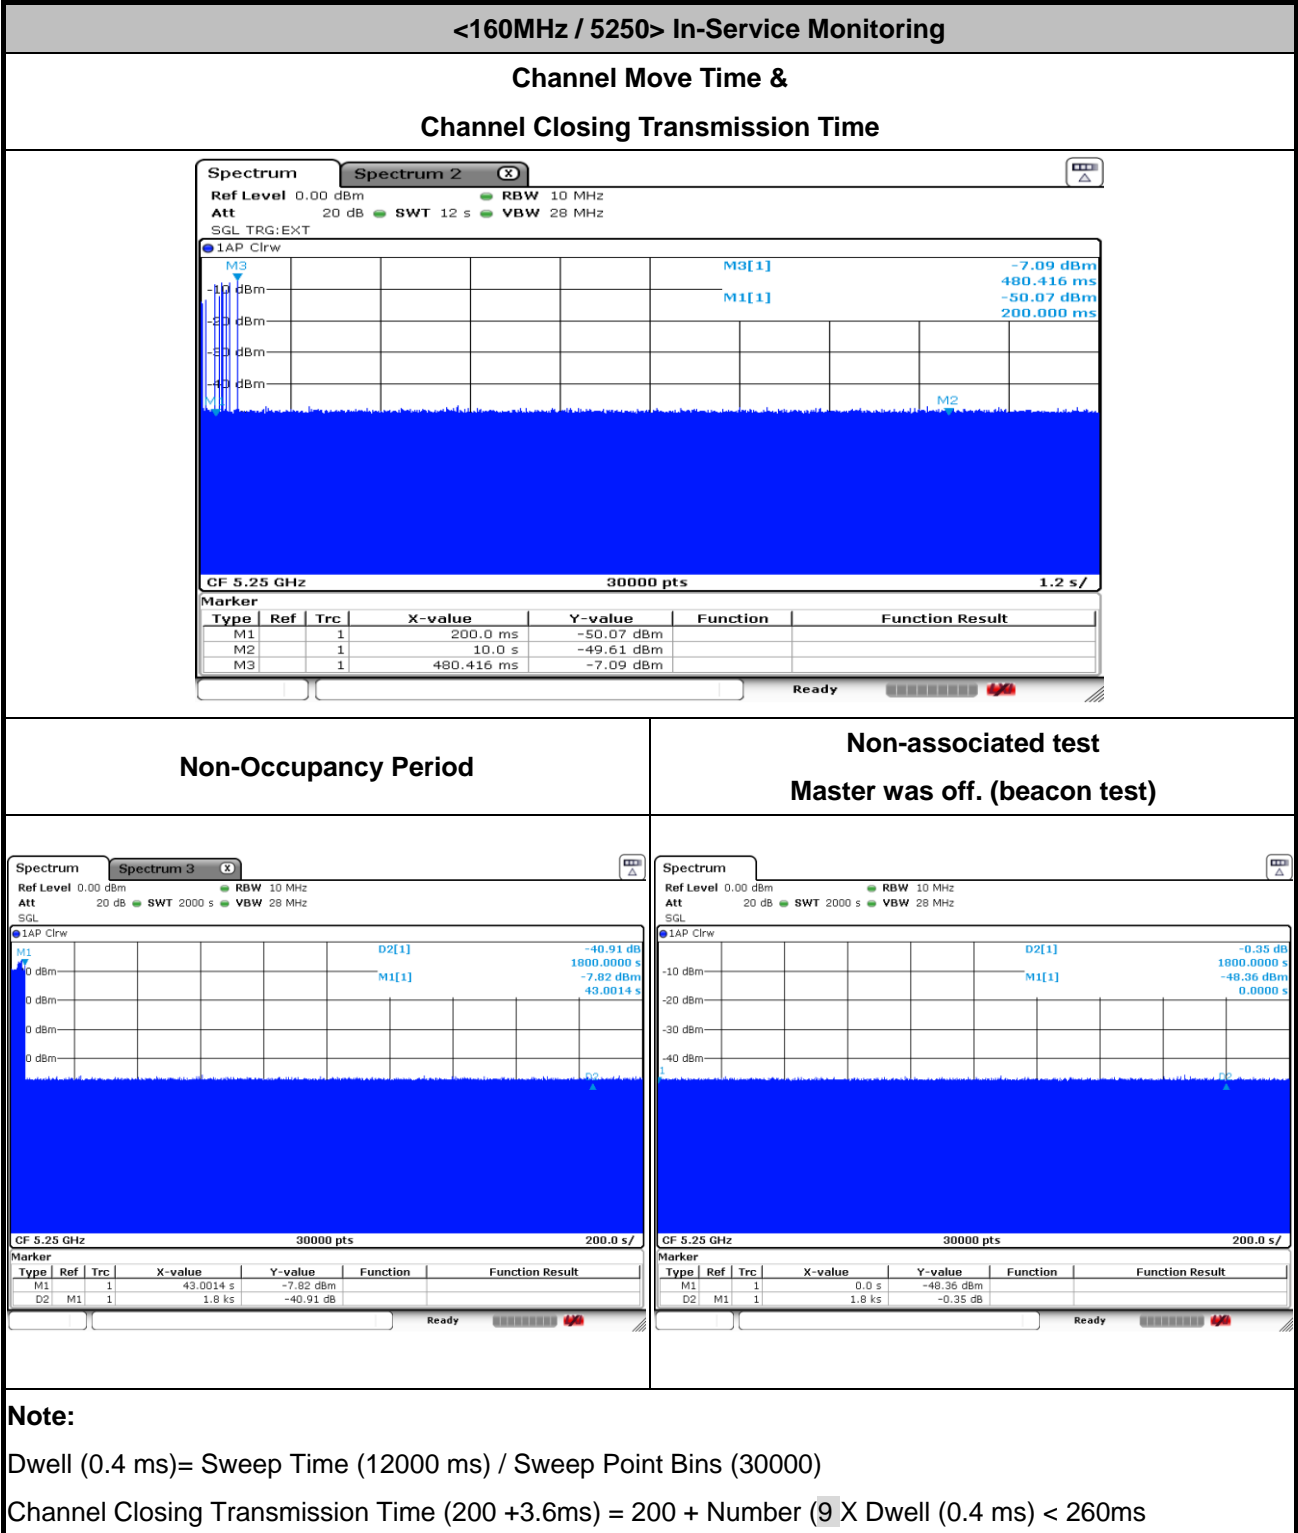 <160MHz / 5250> In-Service Monitoring
Channel Move Time &
Channel Closing Transmission Time
Spectrum Spectrum 2 X
Ref Level 0.00 dBm RBW 10 MHz
Att 20 dB SWT 12 s VBW 28 MHz
SGL TRG:EXT
1AP Clrw
M3 M3[1] -7.09 dBm
480.416 ms
-10 dBm
M1[1] -50.07 dBm
200.000 ms
-20 dBm
-30 dBm
-40 dBm
M2
CF 5.25 GHz 30000 pts 1.2 s/
Marker
Type Ref Trc X-value Y-value Function Function Result
M1 1 200.0 ms -50.07 dBm
M2 1 10.0 s -49.61 dBm
M3 1 480.416 ms -7.09 dBm
Ready
Non-Occupancy Period
Non-associated test
Master was off. (beacon test)
Spectrum Spectrum 3 X
Ref Level 0.00 dBm RBW 10 MHz
Att 20 dB SWT 2000 s VBW 28 MHz
SGL
1AP Clrw
M1 D2[1] -40.91 dB
1800.0000 s
0 dBm M1[1] -7.82 dBm
43.0014 s
0 dBm
0 dBm
0 dBm
D2
CF 5.25 GHz 30000 pts 200.0 s/
Marker
Type Ref Trc X-value Y-value Function Function Result
M1 1 43.0014 s -7.82 dBm
D2 M1 1 1.8 ks -40.91 dB
Ready
Spectrum
Ref Level 0.00 dBm RBW 10 MHz
Att 20 dB SWT 2000 s VBW 28 MHz
SGL
1AP Clrw
D2[1] -0.35 dB
1800.0000 s
-10 dBm M1[1] -48.36 dBm
0.0000 s
-20 dBm
-30 dBm
-40 dBm
1 D2
CF 5.25 GHz 30000 pts 200.0 s/
Marker
Type Ref Trc X-value Y-value Function Function Result
M1 1 0.0 s -48.36 dBm
D2 M1 1 1.8 ks -0.35 dB
Ready
Note:
Dwell (0.4 ms)= Sweep Time (12000 ms) / Sweep Point Bins (30000)
Channel Closing Transmission Time (200 +3.6ms) = 200 + Number (9 X Dwell (0.4 ms) < 260ms